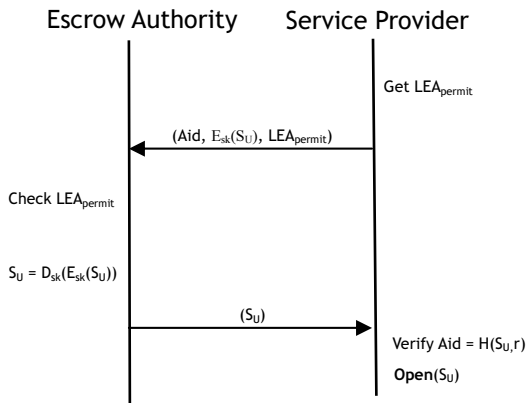 Escrow Authority Service Provider
Get LEApermit
(Aid, Esk(SU), LEApermit)
Check LEApermit
SU = Dsk(Esk(SU))
(SU)
Verify Aid = H(SU,r)
Open(SU)